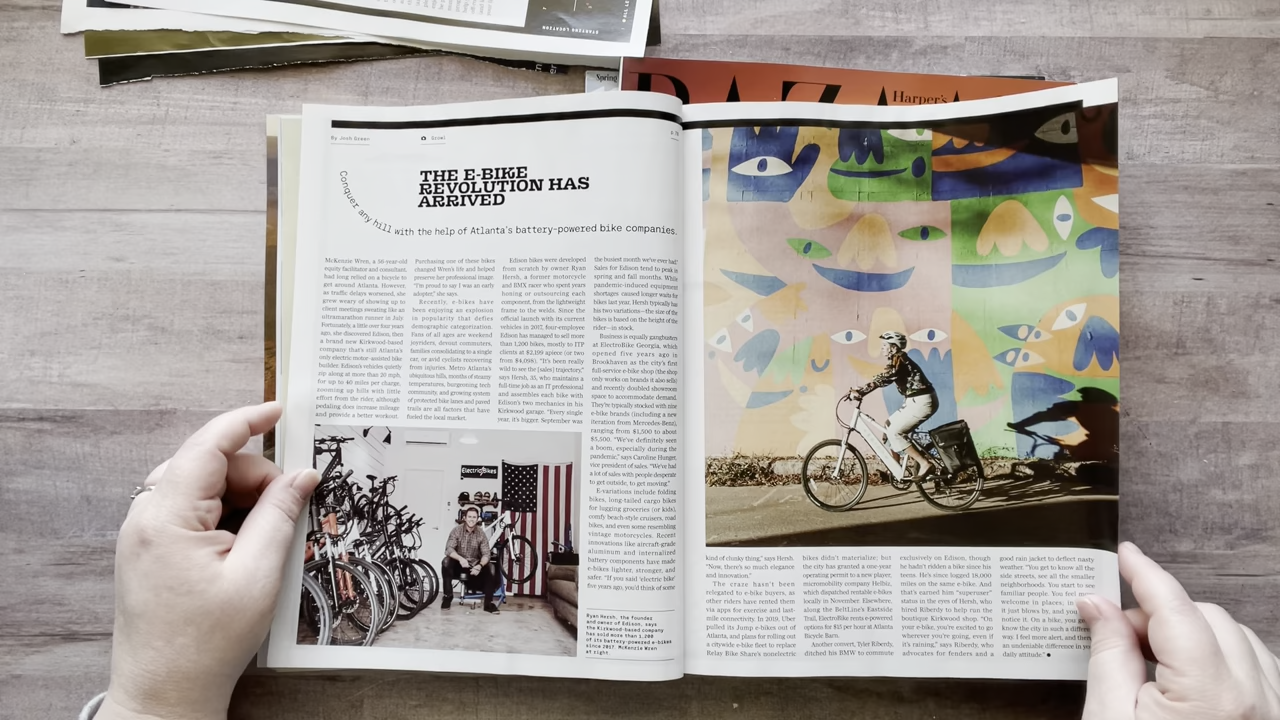 Spring
Harper's
BAZAA
By Josh Green
Growl
THE E-BIKE
REVOLUTION HAS
ARRIVED
Conquer any hill with the help of Atlanta's battery-powered bike companies.
McKenzie Wren, a 56-year-old
equity facilitator and consultant,
had long relied on a bicycle to
get around Atlanta. However,
as traffic delays worsened, she
grew weary of showing up to
client meetings sweating like an
ultramarathon runner in July.
Fortunately, a little over four years
ago, she discovered Edison, then
a brand new Kirkwood-based
company that's still Atlanta's
only electric motor-assisted bike
builder. Edison's vehicles quietly
zip along at more than 20 mph,
for up to 40 miles per charge,
zooming up hills with little
effort from the rider, although
pedaling does increase mileage
and provide a better workout.
Purchasing one of these bikes
changed Wren's life and helped
preserve her professional image.
"I'm proud to say I was an early
adopter," she says.
Recently, e-bikes have
been enjoying an explosion
in popularity that defies
demographic categorization.
Fans of all ages are weekend
joyriders, devout commuters,
families consolidating to a single
car, or avid cyclists recovering
from injuries. Metro Atlanta's
ubiquitous hills, months of steamy
temperatures, burgeoning tech
community, and growing system
of protected bike lanes and paved
trails are all factors that have
fueled the local market.
Edison bikes were developed
from scratch by owner Ryan
Hersh, a former motorcycle
and BMX racer who spent years
honing or outsourcing each
component, from the lightweight
frame to the welds. Since the
official launch with its current
vehicles in 2017, four-employee
Edison has managed to sell more
than 1,200 bikes, mostly to ITP
clients at $2,199 apiece (or two
from $4,098). "It's been really
wild to see the [sales] trajectory,"
says Hersh, 35, who maintains a
full-time job as an IT professional
and assembles each bike with
Edison's two mechanics in his
Kirkwood garage. "Every single
year, it's bigger. September was
the busiest month we've ever had."
Sales for Edison tend to peak in
spring and fall months. While
pandemic-induced equipment
shortages caused longer waits for
bikes last year, Hersh typically has
his two variations—the size of the
bikes is based on the height of the
rider—in stock.
Business is equally gangbusters
at ElectroBike Georgia, which
opened five years ago in
Brookhaven as the city's first
full-service e-bike shop (the shop
only works on brands it also sells)
and recently doubled showroom
space to accommodate demand.
They're typically stocked with nine
e-bike brands (including a new
iteration from Mercedes-Benz),
ranging from $1,500 to about
$5,500. "We've definitely seen
a boom, especially during the
pandemic," says Caroline Hunger,
vice president of sales. "We've had
a lot of sales with people desperate
to get outside, to get moving."
E-variations include folding
bikes, long-tailed cargo bikes
for lugging groceries (or kids),
comfy beach-style cruisers, road
bikes, and even some resembling
vintage motorcycles. Recent
innovations like aircraft-grade
aluminum and internalized
battery components have made
e-bikes lighter, stronger, and
safer. "If you said 'electric bike'
five years ago, you'd think of some
Electric Bikes
Ryan Hersh, the founder
and owner of Edison, says
the Kirkwood-based company
has sold more than 1,200
of its battery-powered e-bikes
since 2017. McKenzie Wren
at right.
kind of clunky thing," says Hersh.
"Now, there's so much elegance
and innovation."
The craze hasn't been
relegated to e-bike buyers, as
other riders have rented them
via apps for exercise and last-
mile connectivity. In 2019, Uber
pulled its Jump e-bikes out of
Atlanta, and plans for rolling out
a citywide e-bike fleet to replace
Relay Bike Share's nonelectric
bikes didn't materialize; but
the city has granted a one-year
operating permit to a new player,
micromobility company Helbiz,
which dispatched rentable e-bikes
locally in November. Elsewhere,
along the BeltLine's Eastside
Trail, ElectroBike rents e-powered
options for $15 per hour at Atlanta
Bicycle Barn.
Another convert, Tyler Riberdy,
ditched his BMW to commute
exclusively on Edison, though
he hadn't ridden a bike since his
teens. He's since logged 18,000
miles on the same e-bike. And
that's earned him "superuser"
status in the eyes of Hersh, who
hired Riberdy to help run the
boutique Kirkwood shop. "On
your e-bike, you're excited to go
wherever you're going, even if
it's raining," says Riberdy, who
advocates for fenders and a
good rain jacket to deflect nasty
weather. "You get to know all the
side streets, see all the smaller
neighborhoods. You start to see
familiar people. You feel more
welcome in places; in a
it just blows by, and you
notice it. On a bike, you
know the city in such a differe
way. I feel more alert, and there
an undeniable difference in yo
daily attitude."